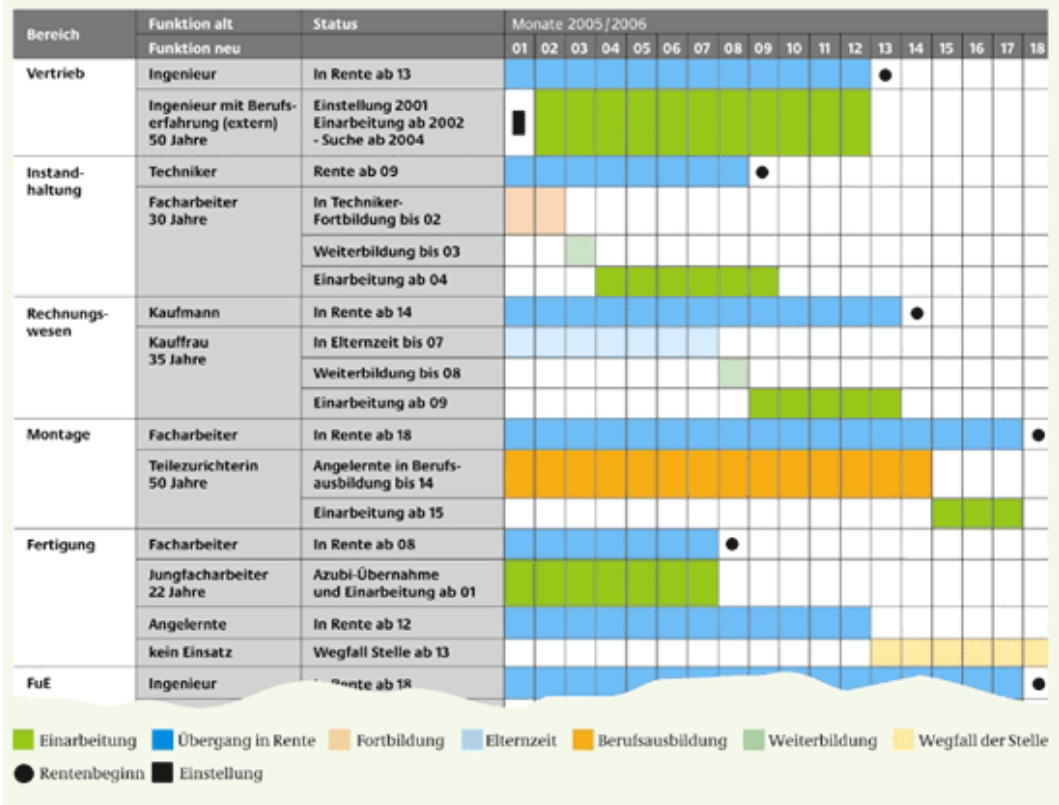 Bereich Funktion alt Status Monate 2005/2006
Funktion neu 01 02 03 04 05 06 07 08 09 10 11 12 13 14 15 16 17 18
Vertrieb Ingenieur In Rente ab 13
Ingenieur mit Berufs- Einstellung 2001
erfahrung (extern) Einarbeitung ab 2002
50 Jahre - Suche ab 2004
Instand- Techniker Rente ab 09
haltung
Facharbeiter In Techniker-
30 Jahre Fortbildung bis 02
Weiterbildung bis 03
Einarbeitung ab 04
Rechnungs- Kaufmann In Rente ab 14
wesen
Kauffrau In Elternzeit bis 07
35 Jahre
Weiterbildung bis 08
Einarbeitung ab 09
Montage Facharbeiter In Rente ab 18
Teilezurichterin Angelernte in Berufs-
50 Jahre ausbildung bis 14
Einarbeitung ab 15
Fertigung Facharbeiter In Rente ab 08
Jungfacharbeiter Azubi-Übernahme
22 Jahre und Einarbeitung ab 01
Angelernte In Rente ab 12
kein Einsatz Wegfall Stelle ab 13
FuE Ingenieur In Rente ab 18
Einarbeitung Übergang in Rente Fortbildung Elternzeit Berufsausbildung Weiterbildung Wegfall der Stelle
Rentenbeginn Einstellung